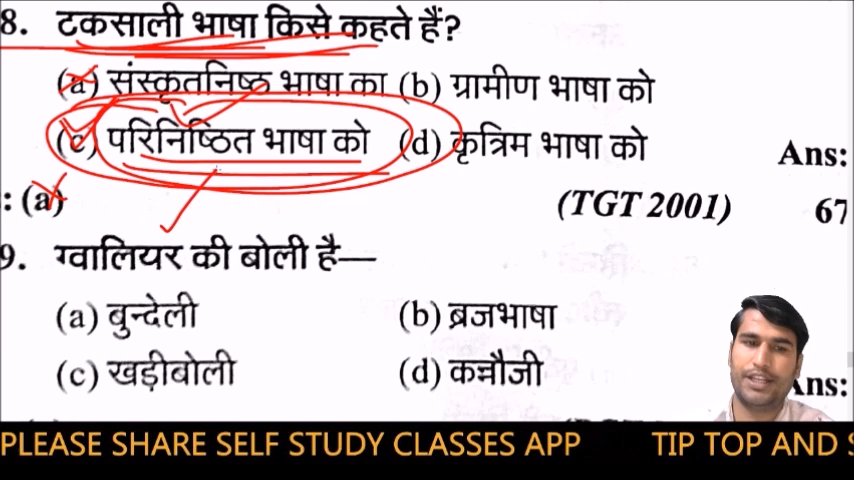 8. टकसाली भाषा किसे कहते हैं?
(a) संस्कृतनिष्ठ भाषा का (b) ग्रामीण भाषा को
(c) परिनिष्ठित भाषा को (d) कृत्रिम भाषा को Ans:
: (a) (TGT 2001) 67
9. ग्वालियर की बोली है—
(a) बुन्देली (b) ब्रजभाषा
(c) खड़ीबोली (d) कन्नौजी Ans:
PLEASE SHARE SELF STUDY CLASSES APP TIP TOP AND S